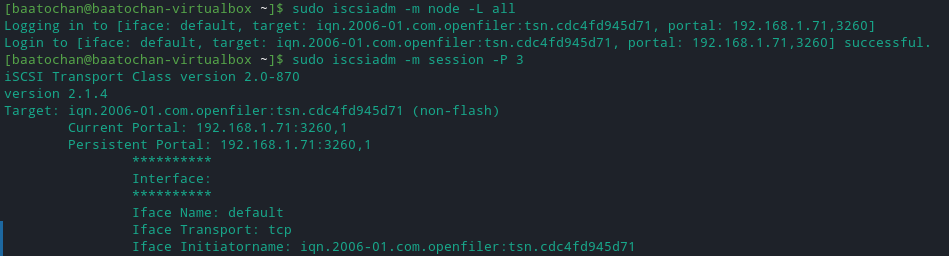 [baatochan@baatochan-virtualbox ~]$ sudo iscsiadm -m node -L all
Logging in to [iface: default, target: iqn.2006-01.com.openfiler:tsn.cdc4fd945d71, portal: 192.168.1.71,3260]
Login to [iface: default, target: iqn.2006-01.com.openfiler:tsn.cdc4fd945d71, portal: 192.168.1.71,3260] successful.
[baatochan@baatochan-virtualbox ~]$ sudo iscsiadm -m session -P 3
iSCSI Transport Class version 2.0-870
version 2.1.4
Target: iqn.2006-01.com.openfiler:tsn.cdc4fd945d71 (non-flash)
        Current Portal: 192.168.1.71:3260,1
        Persistent Portal: 192.168.1.71:3260,1
                **********
                Interface:
                **********
                Iface Name: default
                Iface Transport: tcp
                Iface Initiatorname: iqn.2006-01.com.openfiler:tsn.cdc4fd945d71